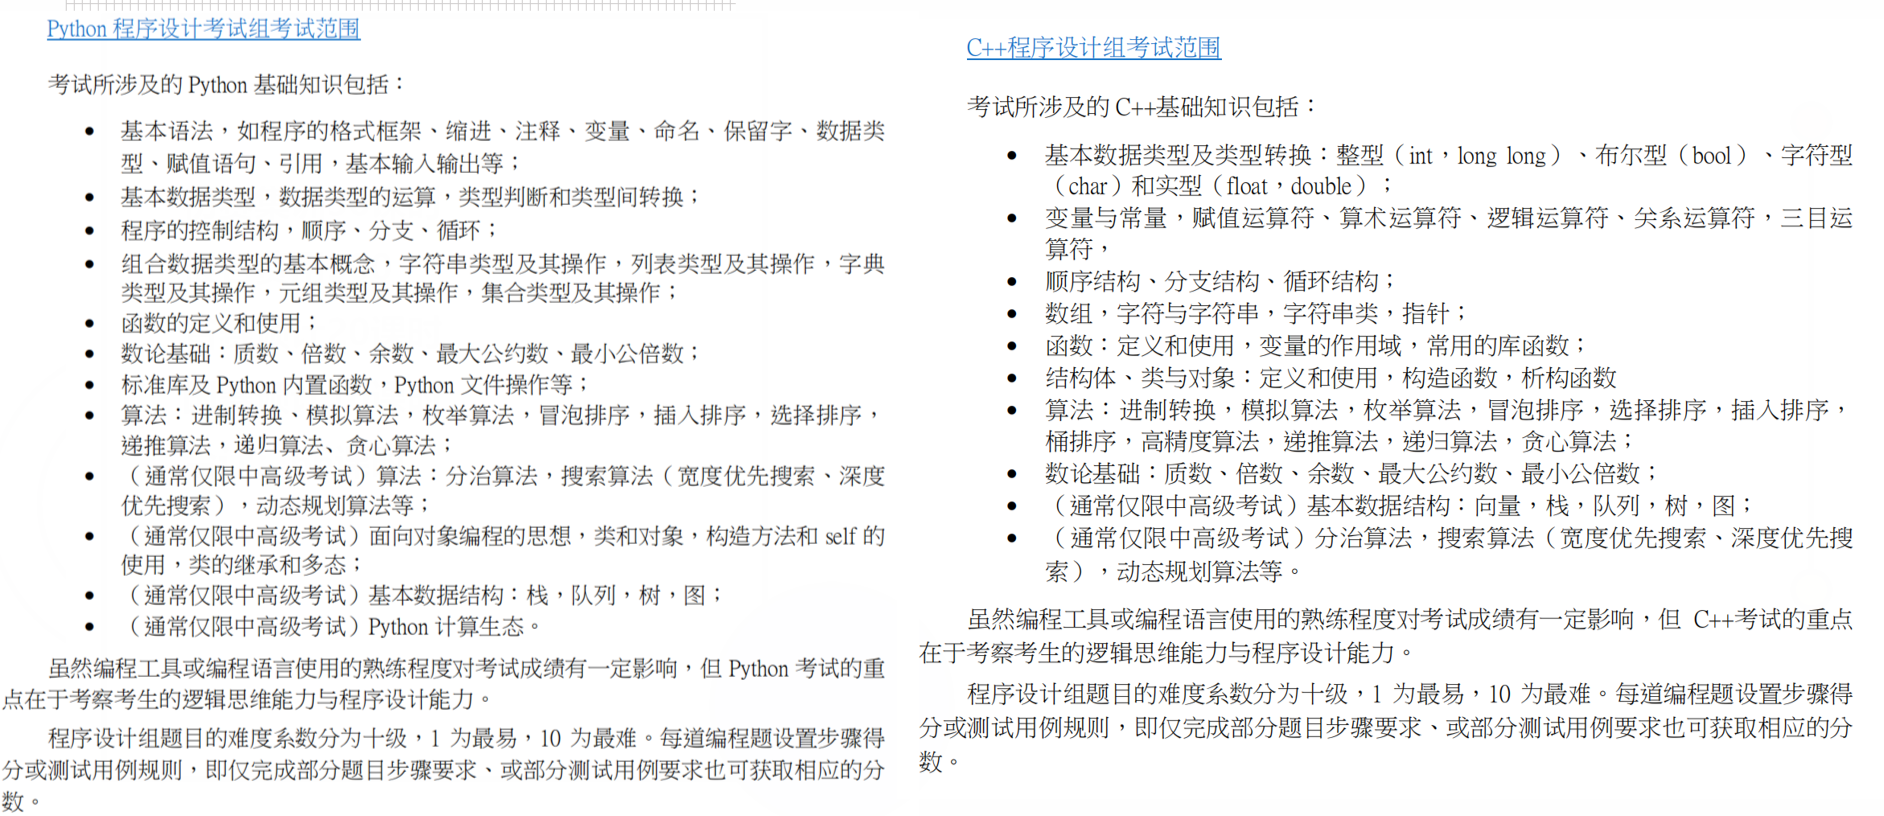 Python 程序设计考试组考试范围
考试所涉及的 Python 基础知识包括：
● 基本语法，如程序的格式框架、缩进、注释、变量、命名、保留字、数据类
型、赋值语句、引用，基本输入输出等；
● 基本数据类型，数据类型的运算，类型判断和类型间转换；
● 程序的控制结构，顺序、分支、循环；
● 组合数据类型的基本概念，字符串类型及其操作，列表类型及其操作，字典
类型及其操作，元组类型及其操作，集合类型及其操作；
● 函数的定义和使用；
● 数论基础：质数、倍数、余数、最大公约数、最小公倍数；
● 标准库及 Python 内置函数，Python 文件操作等；
● 算法：进制转换、模拟算法，枚举算法，冒泡排序，插入排序，选择排序，
递推算法，递归算法、贪心算法；
● （通常仅限中高级考试）算法：分治算法，搜索算法（宽度优先搜索、深度
优先搜索），动态规划算法等；
● （通常仅限中高级考试）面向对象编程的思想，类和对象，构造方法和 self 的
使用，类的继承和多态；
● （通常仅限中高级考试）基本数据结构：栈，队列，树，图；
● （通常仅限中高级考试）Python 计算生态。
虽然编程工具或编程语言使用的熟练程度对考试成绩有一定影响，但 Python 考试的重
点在于考察考生的逻辑思维能力与程序设计能力。
程序设计组题目的难度系数分为十级，1 为最易，10 为最难。每道编程题设置步骤得
分或测试用例规则，即仅完成部分题目步骤要求、或部分测试用例要求也可获取相应的分
数。
C++程序设计组考试范围
考试所涉及的 C++基础知识包括：
● 基本数据类型及类型转换：整型（int，long long）、布尔型（bool）、字符型
（char）和实型（float，double）；
● 变量与常量，赋值运算符、算术运算符、逻辑运算符、关系运算符，三目运
算符，
● 顺序结构、分支结构、循环结构；
● 数组，字符与字符串，字符串类，指针；
● 函数：定义和使用，变量的作用域，常用的库函数；
● 结构体、类与对象：定义和使用，构造函数，析构函数
● 算法：进制转换，模拟算法，枚举算法，冒泡排序，选择排序，插入排序，
桶排序，高精度算法，递推算法，递归算法，贪心算法；
● 数论基础：质数、倍数、余数、最大公约数、最小公倍数；
● （通常仅限中高级考试）基本数据结构：向量，栈，队列，树，图；
● （通常仅限中高级考试）分治算法，搜索算法（宽度优先搜索、深度优先搜
索），动态规划算法等。
虽然编程工具或编程语言使用的熟练程度对考试成绩有一定影响，但 C++考试的重点
在于考察考生的逻辑思维能力与程序设计能力。
程序设计组题目的难度系数分为十级，1 为最易，10 为最难。每道编程题设置步骤得
分或测试用例规则，即仅完成部分题目步骤要求、或部分测试用例要求也可获取相应的分
数。